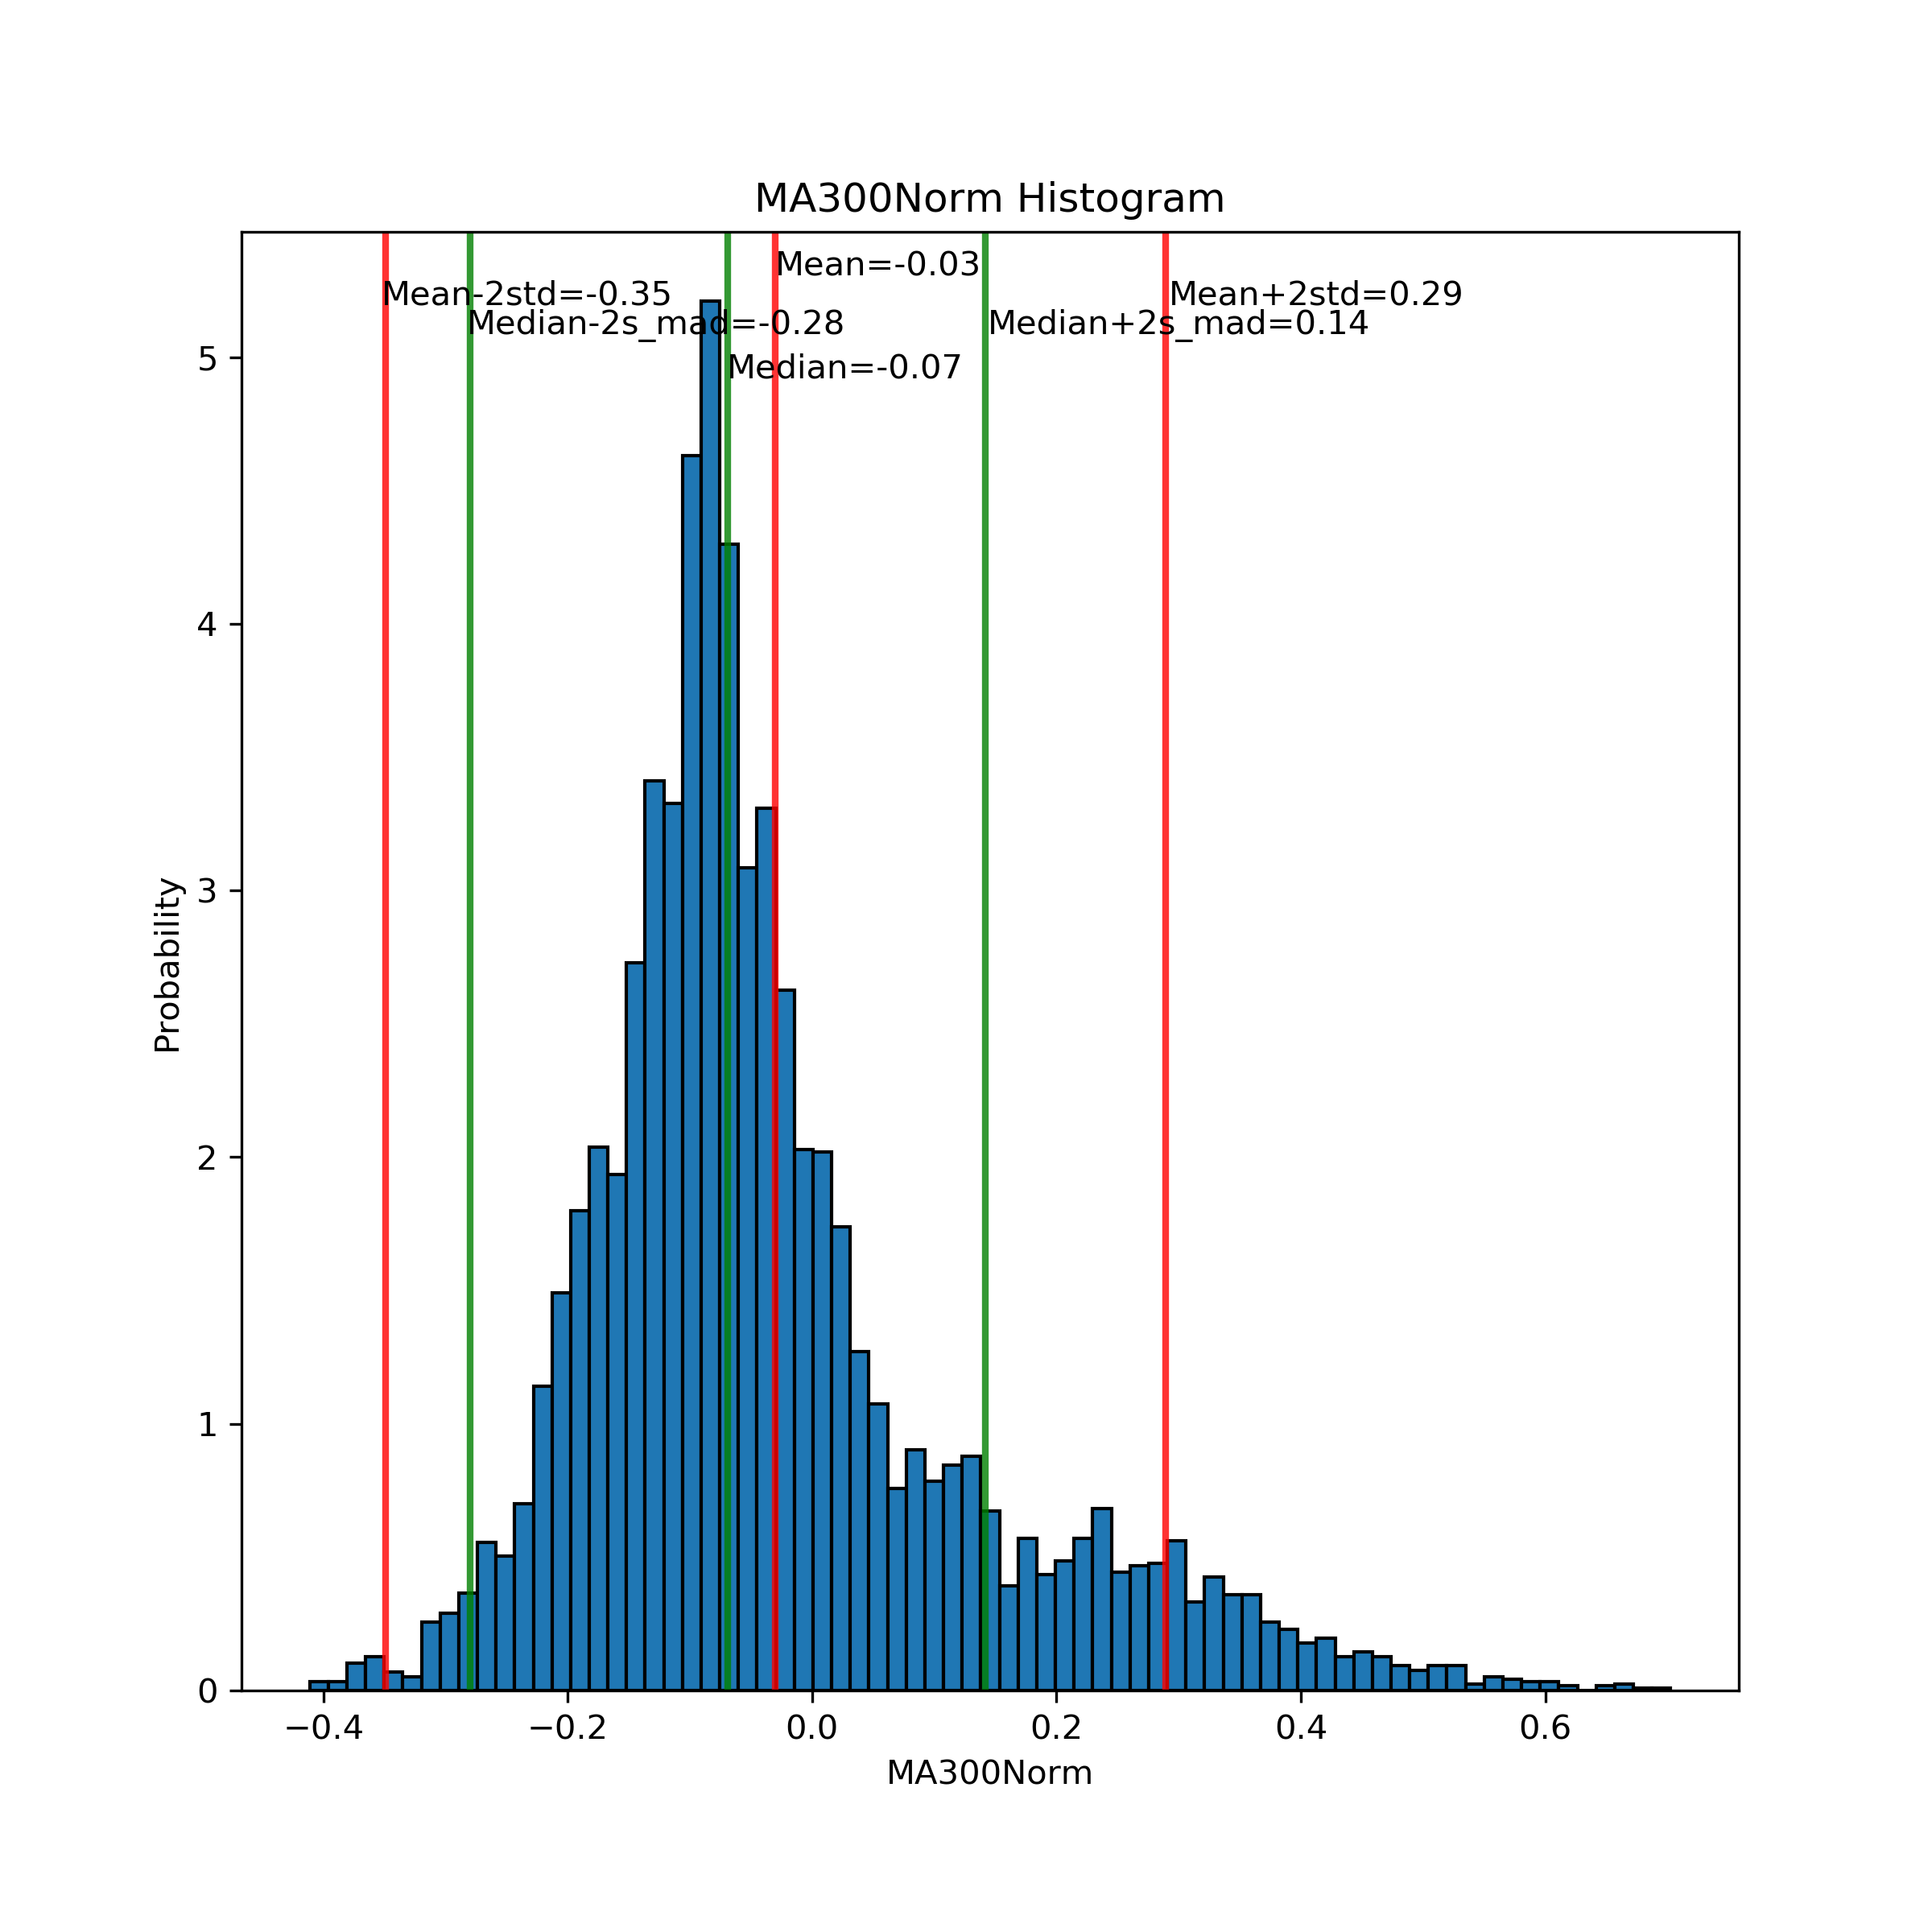 MA300Norm Histogram
Mean=-0.03
Mean-2std=-0.35
Mean+2std=0.29
Median-2s_mad=-0.28
Median+2s_mad=0.14
Median=-0.07
5
4
3
2
1
0
Probability
−0.4
−0.2
0.0
0.2
0.4
0.6
MA300Norm